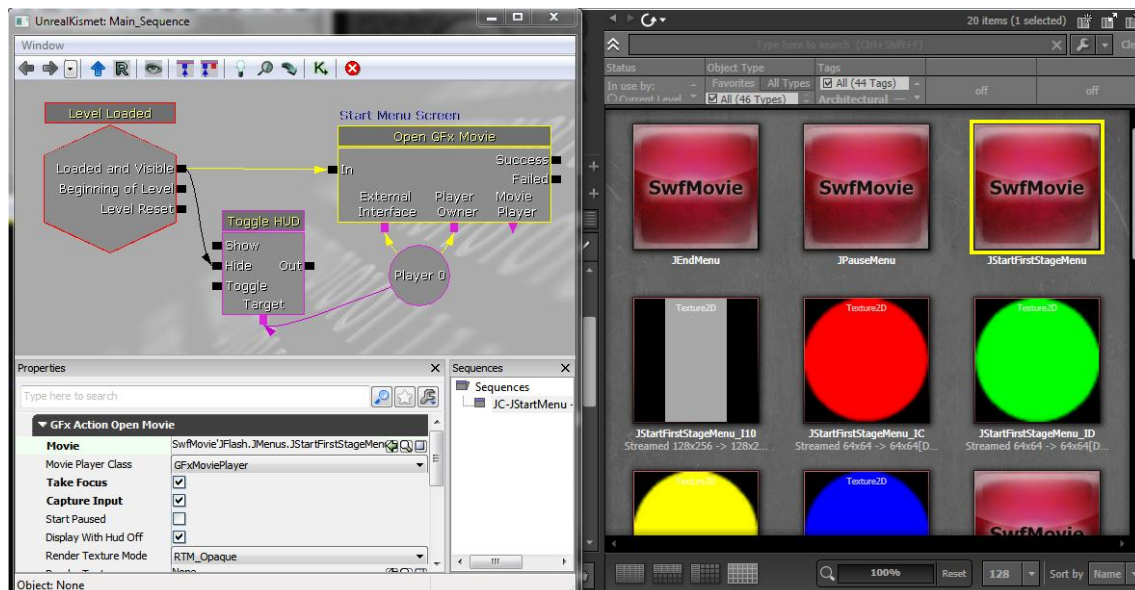 UnrealKismet: Main_Sequence
Window
Level Loaded
Loaded and Visible
Beginning of Level
Level Reset
Start Menu Screen
Open GFx Movie
In
Success
Failed
External Interface
Player Owner
Movie Player
Toggle HUD
Show
Hide
Out
Toggle
Target
Player 0
Properties
Type here to search
GFx Action Open Movie
Movie
SwfMovie'JFlash.JMenus.JStartFirstStageMen
Movie Player Class
GFxMoviePlayer
Take Focus
Capture Input
Start Paused
Display With Hud Off
Render Texture Mode
RTM_Opaque
Object: None
Sequences
Sequences
JC-JStartMenu -
20 items (1 selected)
Type here to search (Ctrl+Shift+F)
Cle
Status
Object Type
Tags
In use by:
Favorites
All Types
All (44 Tags)
off
off
Current Level
All (46 Types)
Architectural
SwfMovie
SwfMovie
SwfMovie
JEndMenu
JPauseMenu
JStartFirstStageMenu
Texture2D
Texture2D
Texture2D
JStartFirstStageMenu_I10
JStartFirstStageMenu_IC
JStartFirstStageMenu_ID
Streamed 128x256 -> 128x2...
Streamed 64x64 -> 64x64[D...
Streamed 64x64 -> 64x64[D...
Texture2D
Texture2D
SwfMovie
100%
Reset
128
Sort by
Name